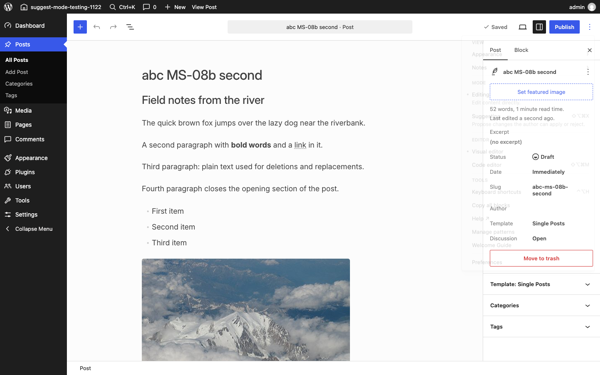 suggest-mode-testing-1122
Ctrl+K
0
New
View Post
admin
Dashboard
Posts
All Posts
Add Post
Categories
Tags
Media
Pages
Comments
Appearance
Plugins
Users
Tools
Settings
Collapse Menu
abc MS-08b second · Post
Saved
Publish
abc MS-08b second
Field notes from the river
The quick brown fox jumps over the lazy dog near the riverbank.
A second paragraph with bold words and a link in it.
Third paragraph: plain text used for deletions and replacements.
Fourth paragraph closes the opening section of the post.
· First item
· Second item
· Third item
Post
Post Block
abc MS-08b second
Set featured image
52 words, 1 minute read time.
Last edited a second ago.
Excerpt
(no excerpt)
Status Draft
Date Immediately
Slug abc-ms-08b-
second
Author
Template Single Posts
Discussion Open
Move to trash
Template: Single Posts
Categories
Tags